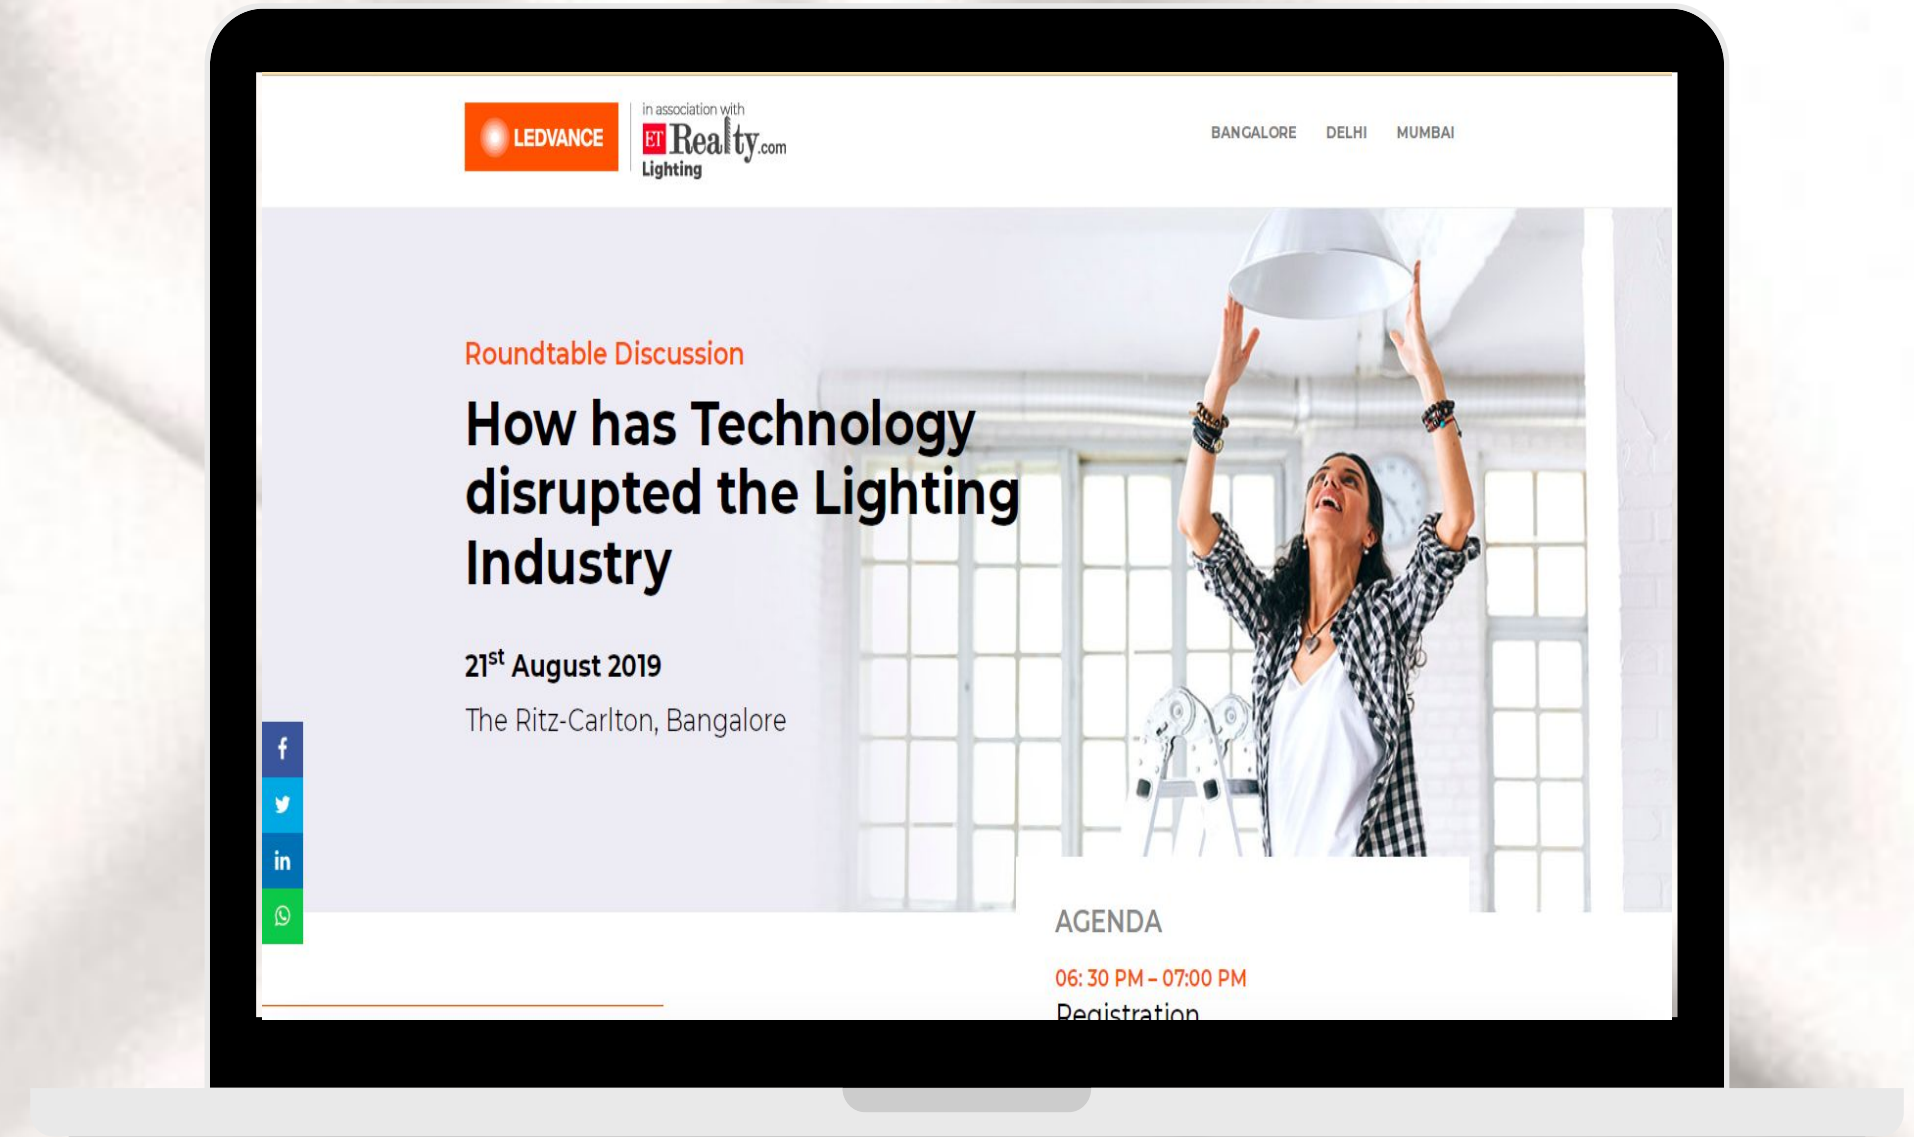 LEDVANCE
in association with
ET Realty.com
Lighting
BANGALORE DELHI MUMBAI
Roundtable Discussion
How has Technology
disrupted the Lighting
Industry
21st August 2019
The Ritz-Carlton, Bangalore
f
in
AGENDA
06: 30 PM – 07:00 PM
Registration